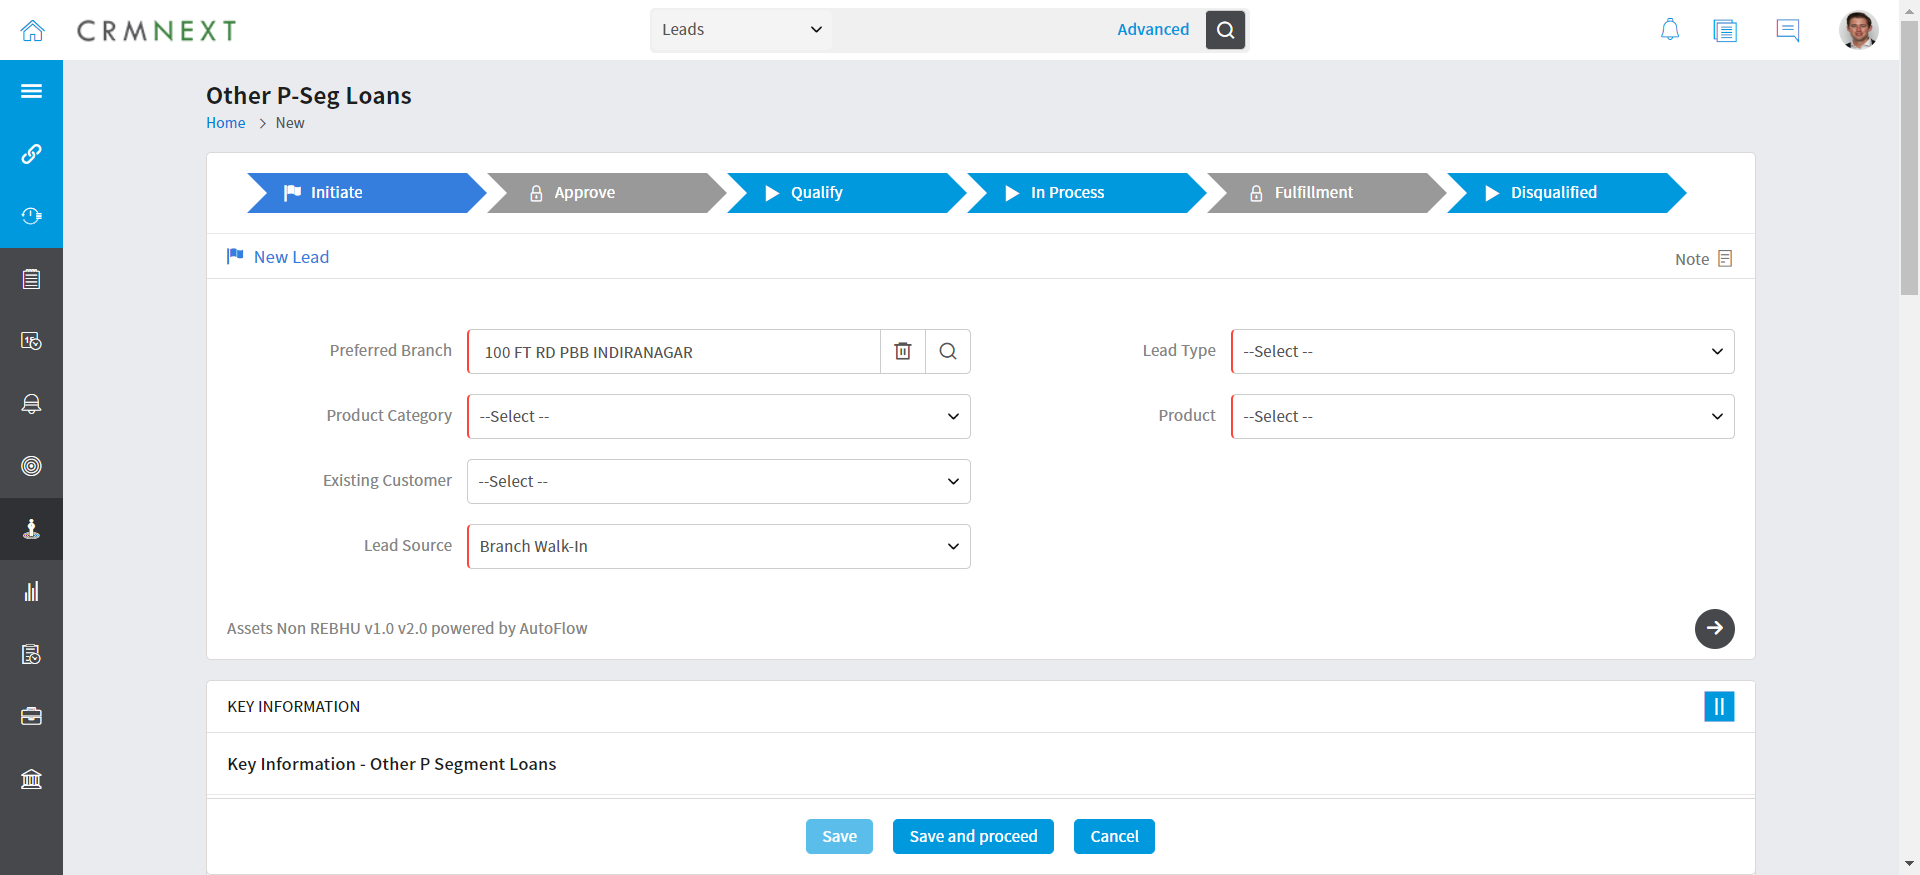 CRMNEXT
Leads
Advanced
Other P-Seg Loans
Home > New
Initiate
Approve
Qualify
In Process
Fulfillment
Disqualified
New Lead
Note
Preferred Branch
100 FT RD PBB INDIRANAGAR
Lead Type
--Select --
Product Category
--Select --
Product
--Select --
Existing Customer
--Select --
Lead Source
Branch Walk-In
Assets Non REBHU v1.0 v2.0 powered by AutoFlow
KEY INFORMATION
Key Information - Other P Segment Loans
Save
Save and proceed
Cancel